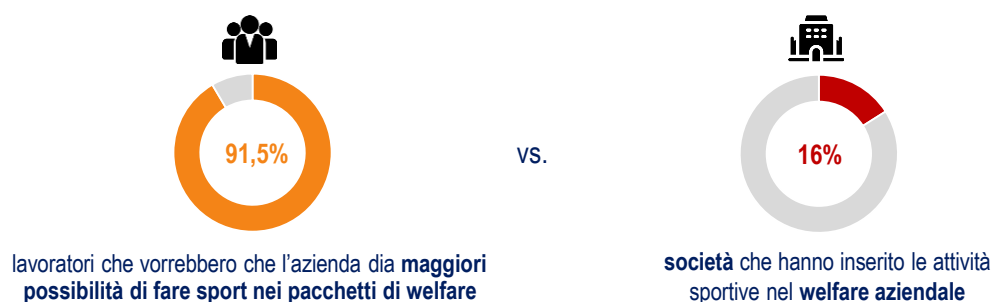 91,5%
vs.
16%
lavoratori che vorrebbero che l’azienda dia maggiori
possibilità di fare sport nei pacchetti di welfare
società che hanno inserito le attività
sportive nel welfare aziendale